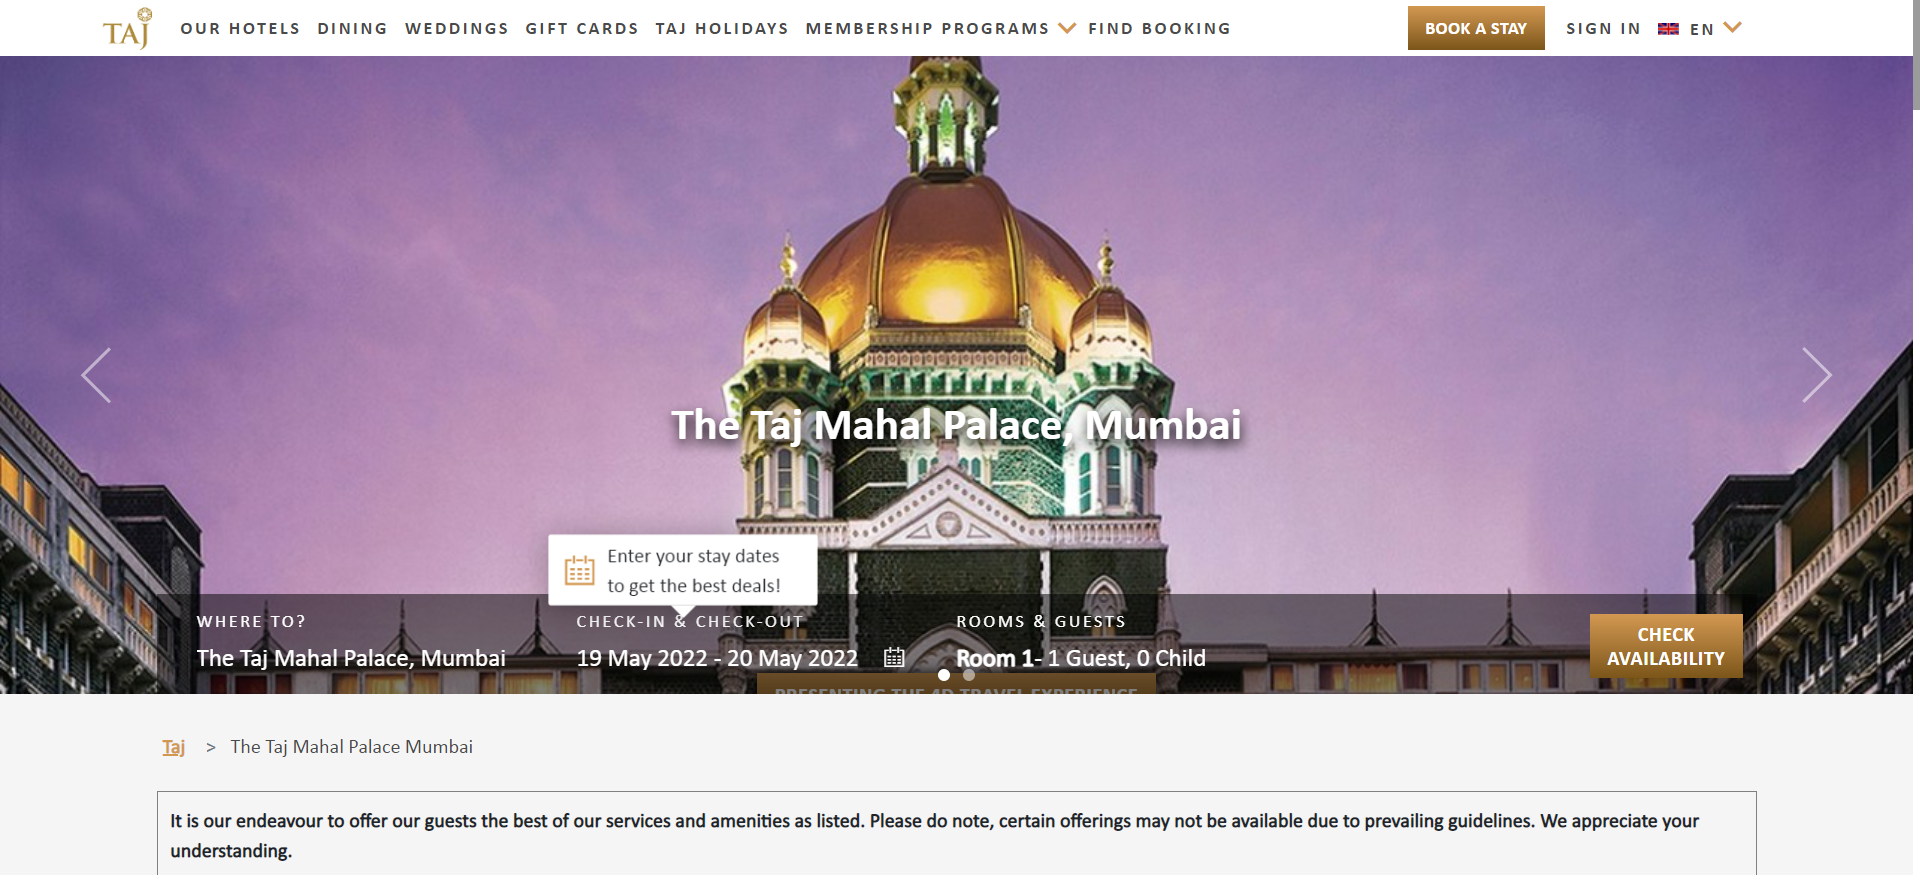 TAJ
OUR HOTELS DINING WEDDINGS GIFT CARDS TAJ HOLIDAYS MEMBERSHIP PROGRAMS FIND BOOKING BOOK A STAY SIGN IN EN
The Taj Mahal Palace, Mumbai
Enter your stay dates
to get the best deals!
WHERE TO? CHECK-IN & CHECK-OUT ROOMS & GUESTS
The Taj Mahal Palace, Mumbai 19 May 2022 - 20 May 2022 Room 1- 1 Guest, 0 Child
CHECK
AVAILABILITY
PRESENTING THE 4D TRAVEL EXPERIENCE
Taj > The Taj Mahal Palace Mumbai
It is our endeavour to offer our guests the best of our services and amenities as listed. Please do note, certain offerings may not be available due to prevailing guidelines. We appreciate your
understanding.